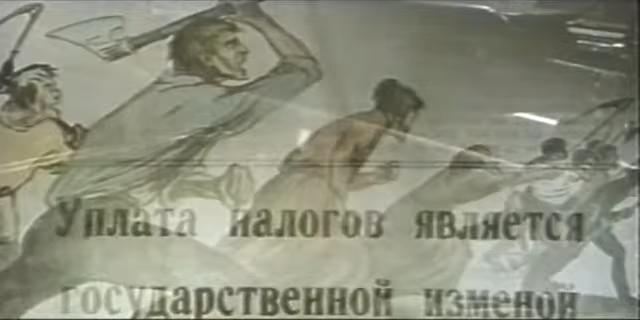 Уплата налогов является
государственной изменой